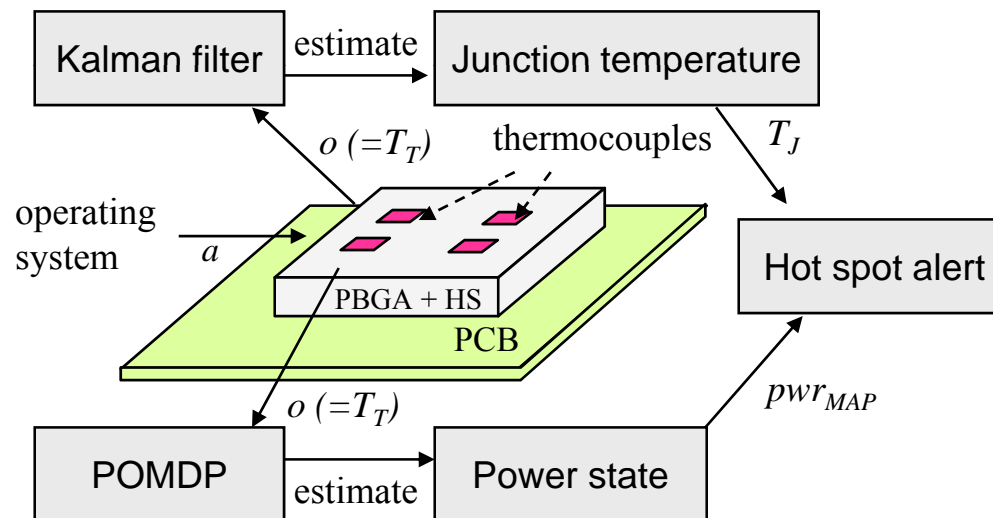 Kalman filter
estimate
Junction temperature
o (=T_T)
thermocouples
T_J
operating
system
a
Hot spot alert
PBGA + HS
PCB
o (=T_T)
pwr_MAP
POMDP
estimate
Power state